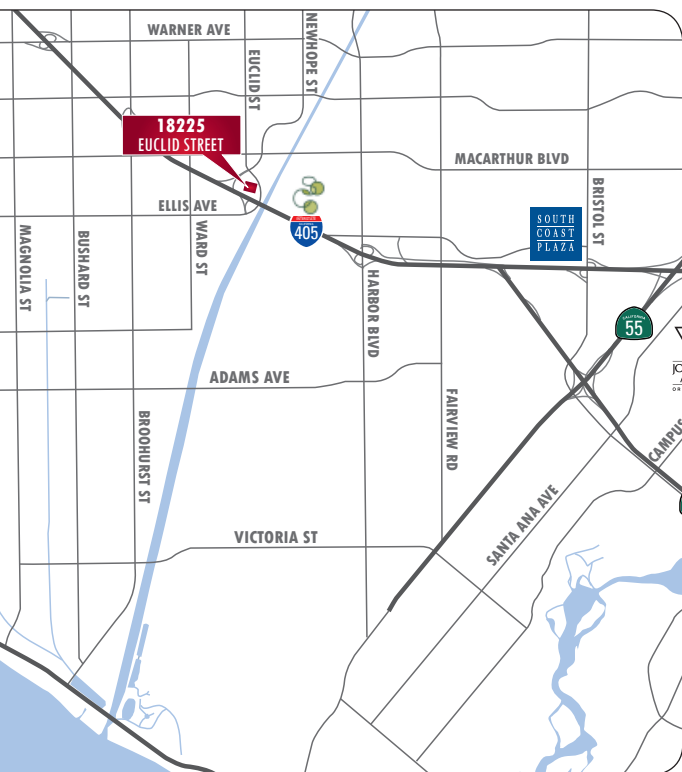 WARNER AVE
NEWHOPE ST
EUCLID ST
18225
EUCLID STREET
MACARTHUR BLVD
ELLIS AVE
BRISTOL ST
SOUTH
COAST
PLAZA
405
WARD ST
MAGNOLIA ST
BUSHARD ST
HARBOR BLVD
CALIFORNIA
55
ADAMS AVE
FAIRVIEW RD
BROOHURST ST
CAMPUS
SANTA ANA AVE
VICTORIA ST